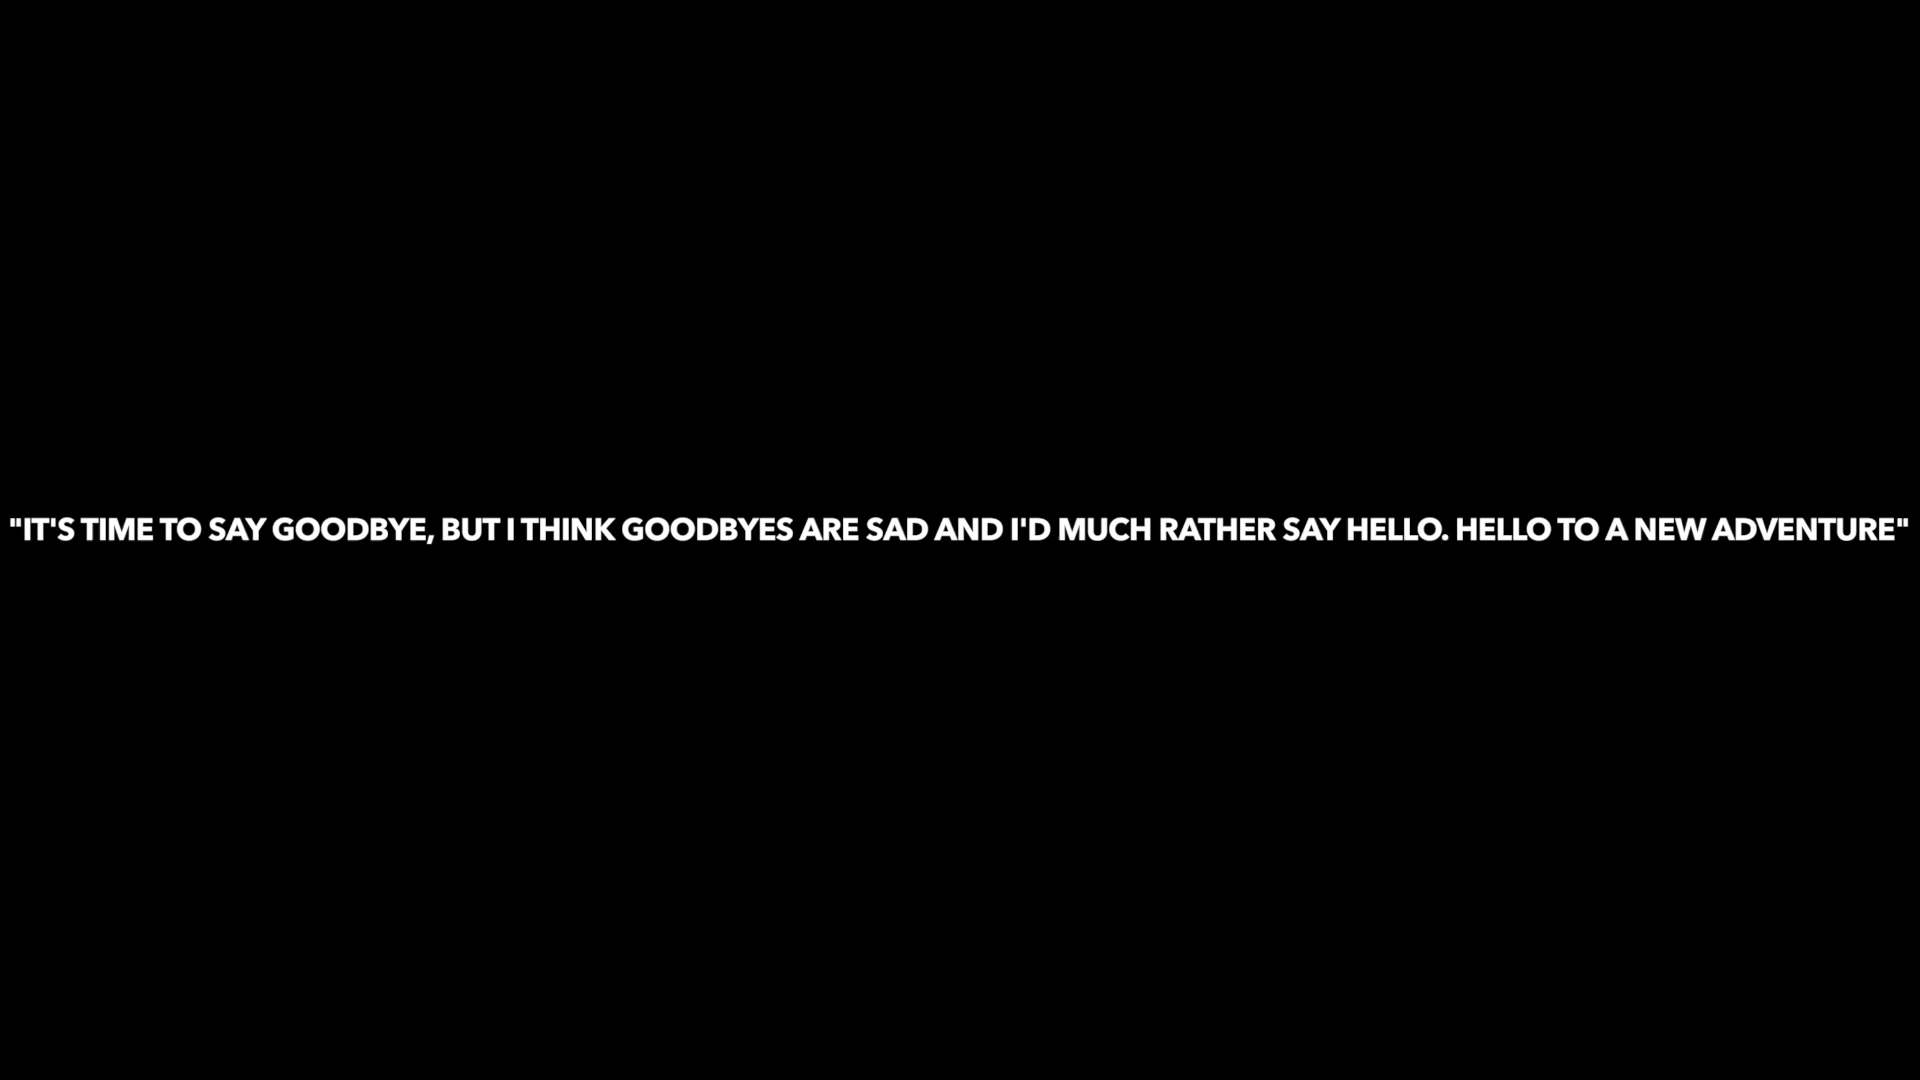 "IT'S TIME TO SAY GOODBYE, BUT I THINK GOODBYES ARE SAD AND I'D MUCH RATHER SAY HELLO. HELLO TO A NEW ADVENTURE"